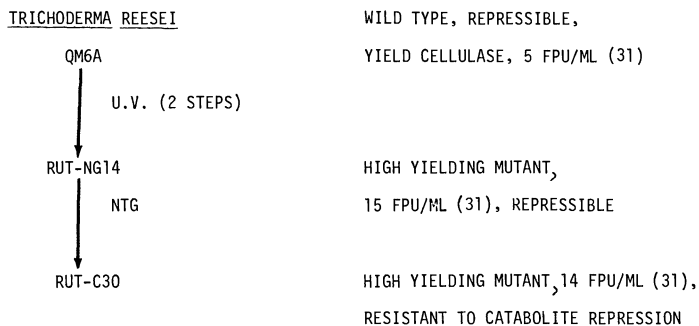 TRICHODERMA REESEI
WILD TYPE, REPRESSIBLE,
QM6A
YIELD CELLULASE, 5 FPU/ML (31)
U.V. (2 STEPS)
RUT-NG14
HIGH YIELDING MUTANT,
NTG
15 FPU/ML (31), REPRESSIBLE
RUT-C30
HIGH YIELDING MUTANT,14 FPU/ML (31),
RESISTANT TO CATABOLITE REPRESSION